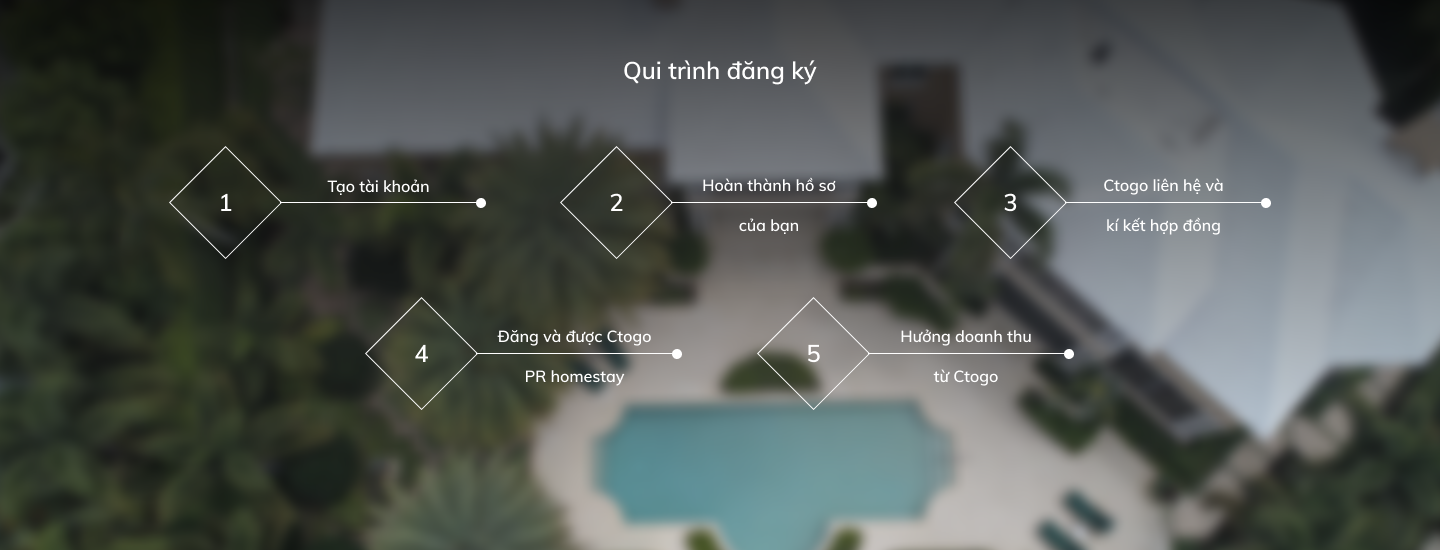 Qui trình đăng ký
1
Tạo tài khoản
2
Hoàn thành hồ sơ
của bạn
3
Ctogo liên hệ và
kí kết hợp đồng
4
Đăng và được Ctogo
PR homestay
5
Hưởng doanh thu
từ Ctogo